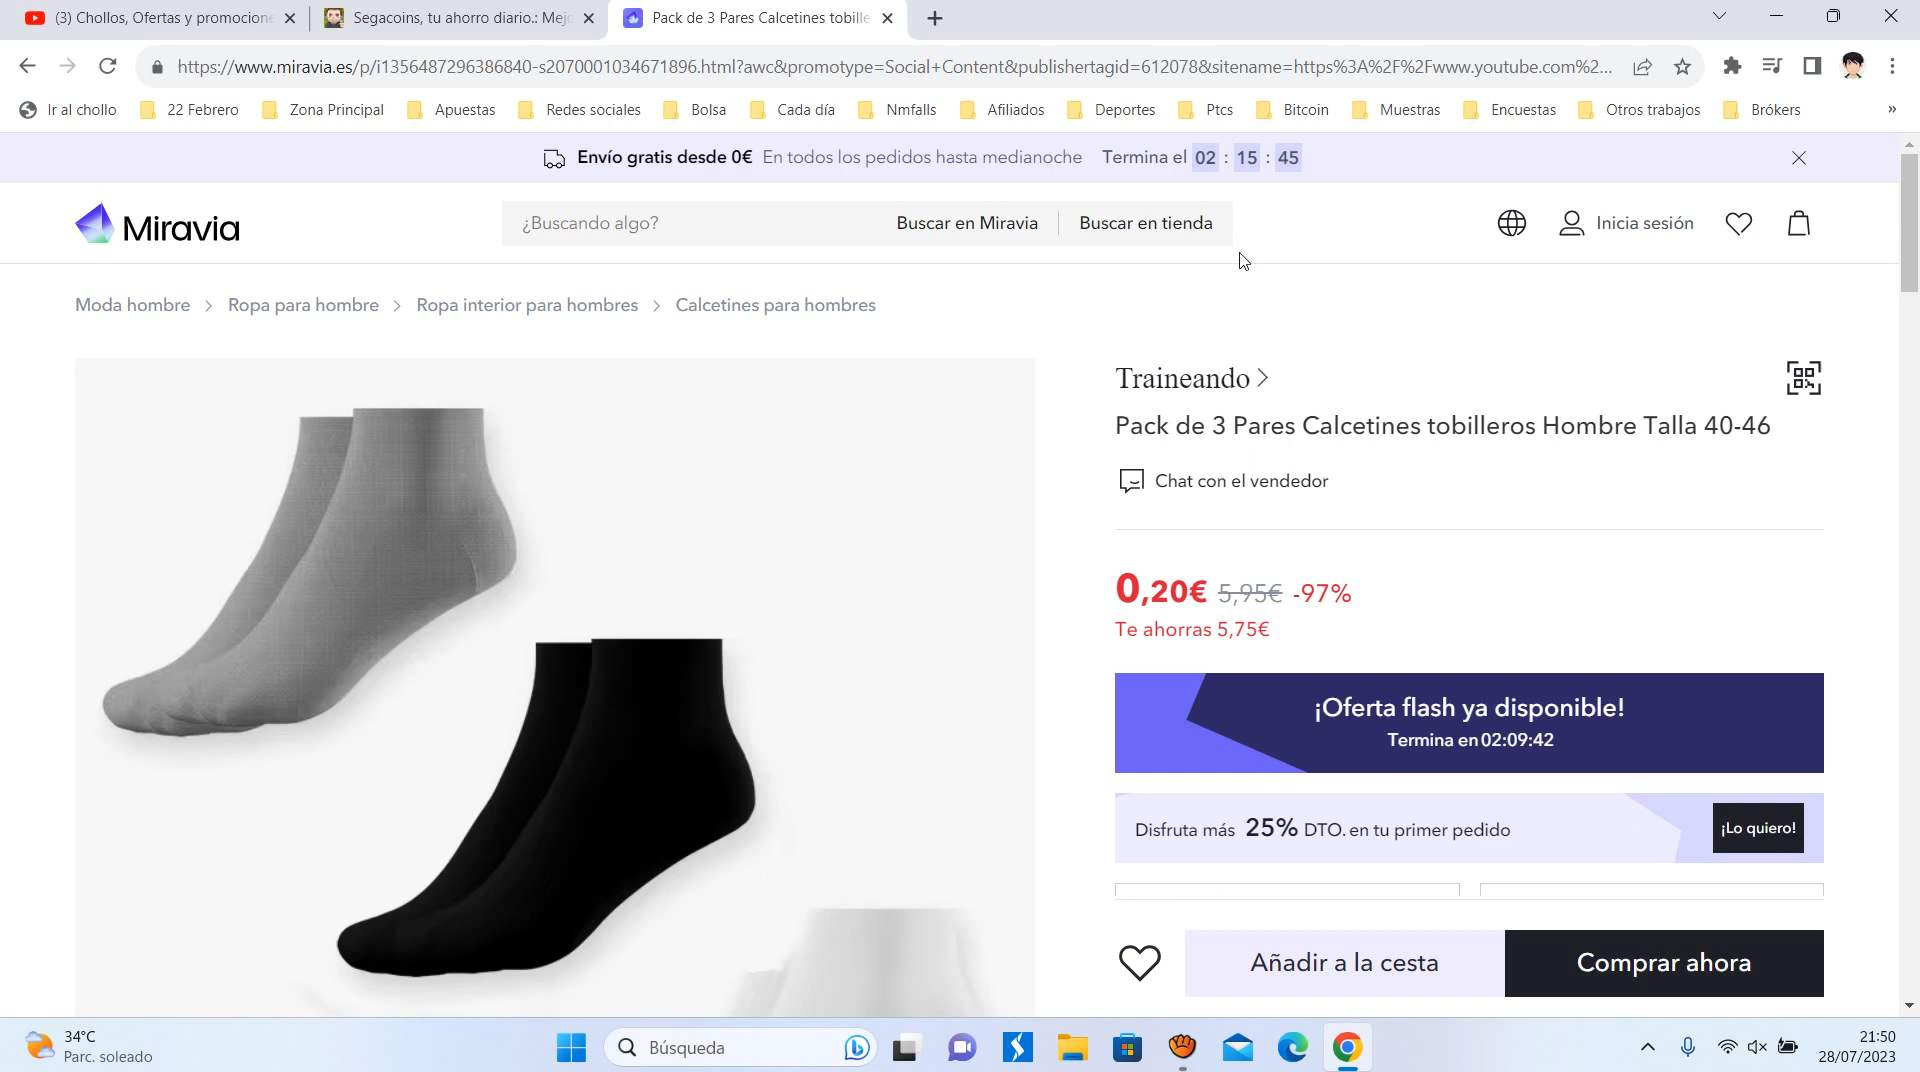 (3) Chollos, Ofertas y promocione
Segacoins, tu ahorro diario.: Mejo
Pack de 3 Pares Calcetines tobille
https://www.miravia.es/p/i1356487296386840-s2070001034671896.html?awc&promotype=Social+Content&publishertagid=612078&sitename=https%3A%2F%2Fwww.youtube.com%2...
Ir al chollo
22 Febrero
Zona Principal
Apuestas
Redes sociales
Bolsa
Cada día
Nmfalls
Afiliados
Deportes
Ptcs
Bitcoin
Muestras
Encuestas
Otros trabajos
Brókers
»
Envío gratis desde 0€ En todos los pedidos hasta medianoche Termina el 02 : 15 : 45
Miravia
¿Buscando algo?
Buscar en Miravia
Buscar en tienda
Inicia sesión
Moda hombre > Ropa para hombre > Ropa interior para hombres > Calcetines para hombres
Traineando >
Pack de 3 Pares Calcetines tobilleros Hombre Talla 40-46
Chat con el vendedor
0,20€ 5,95€ -97%
Te ahorras 5,75€
¡Oferta flash ya disponible!
Termina en 02:09:42
Disfruta más 25% DTO. en tu primer pedido
¡Lo quiero!
Añadir a la cesta
Comprar ahora
34°C
Parc. soleado
Búsqueda
21:50
28/07/2023